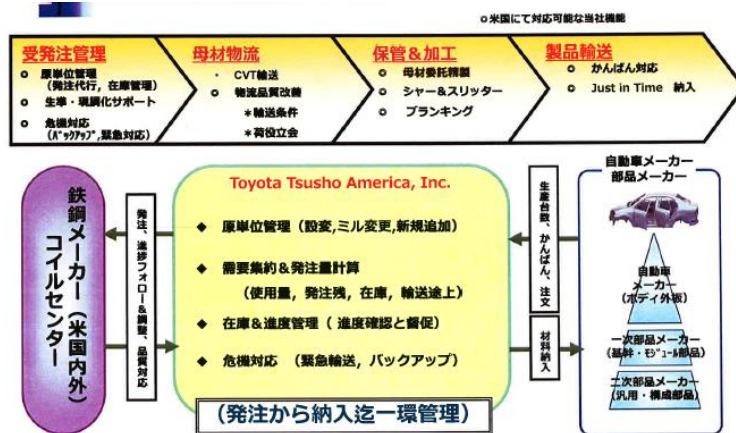 ○米国にて対応可能な当社機能
受発注管理
○ 原単位管理
(発注代行,在庫管理)
○ 生準・現調化サポート
○ 危機対応
(バックアップ,緊急対応)
母材物流
・ CVT輸送
○ 物流品質改善
*輸送条件
*荷役立会
保管&加工
○ 母材委託精製
○ シャー&スリッター
○ ブランキング
製品輸送
○ かんばん対応
○ Just in Time 納入
鉄鋼メーカー(米国内外)
コイルセンター
発注、進捗フォロー&調整、品質対応
Toyota Tsusho America, Inc.
◆ 原単位管理(設変,ミル変更,新規追加)
◆ 需要集約&発注量計算
(使用量,発注残,在庫,輸送途上)
◆ 在庫&進度管理(進度確認と督促)
◆ 危機対応 (緊急輸送,バックアップ)
(発注から納入迄一環管理)
生産台数、かんばん、注文
材料納入
自動車メーカー
部品メーカー
自動車
メーカー
(ボディ外板)
一次部品メーカー
(基幹・モジュール部品)
二次部品メーカー
(汎用・構成部品)